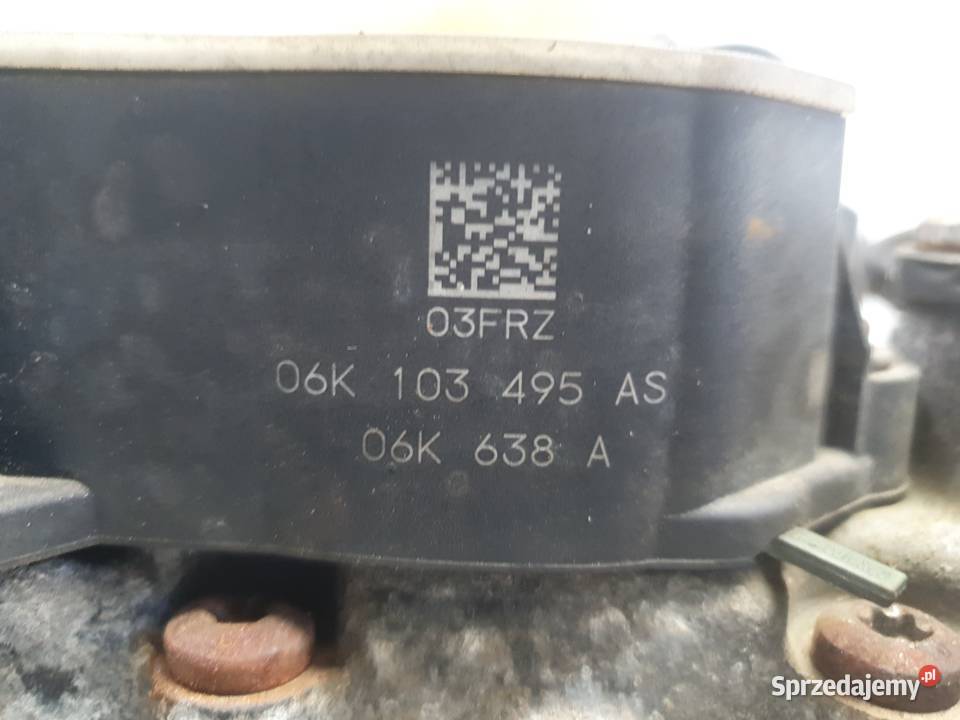 03FRZ
06K 103 495 AS
06K 638 A
Sprzedajemy.pl